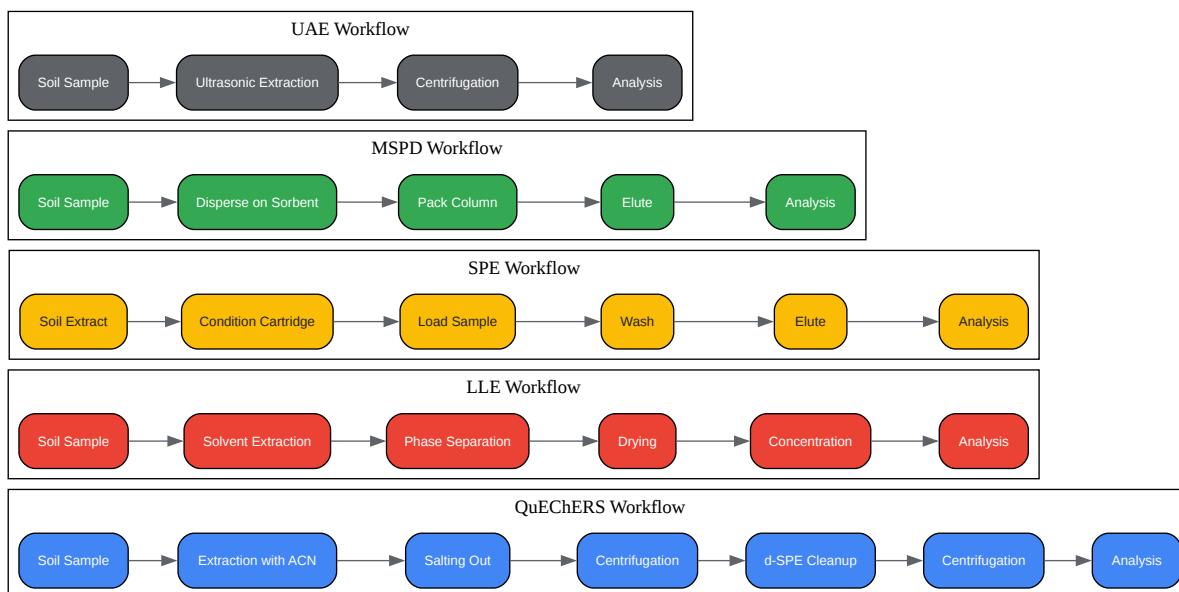 UAE Workflow
Soil Sample Ultrasonic Extraction Centrifugation Analysis
MSPD Workflow
Soil Sample Disperse on Sorbent Pack Column Elute Analysis
SPE Workflow
Soil Extract Condition Cartridge Load Sample Wash Elute Analysis
LLE Workflow
Soil Sample Solvent Extraction Phase Separation Drying Concentration Analysis
QuEChERS Workflow
Soil Sample Extraction with ACN Salting Out Centrifugation d-SPE Cleanup Centrifugation Analysis